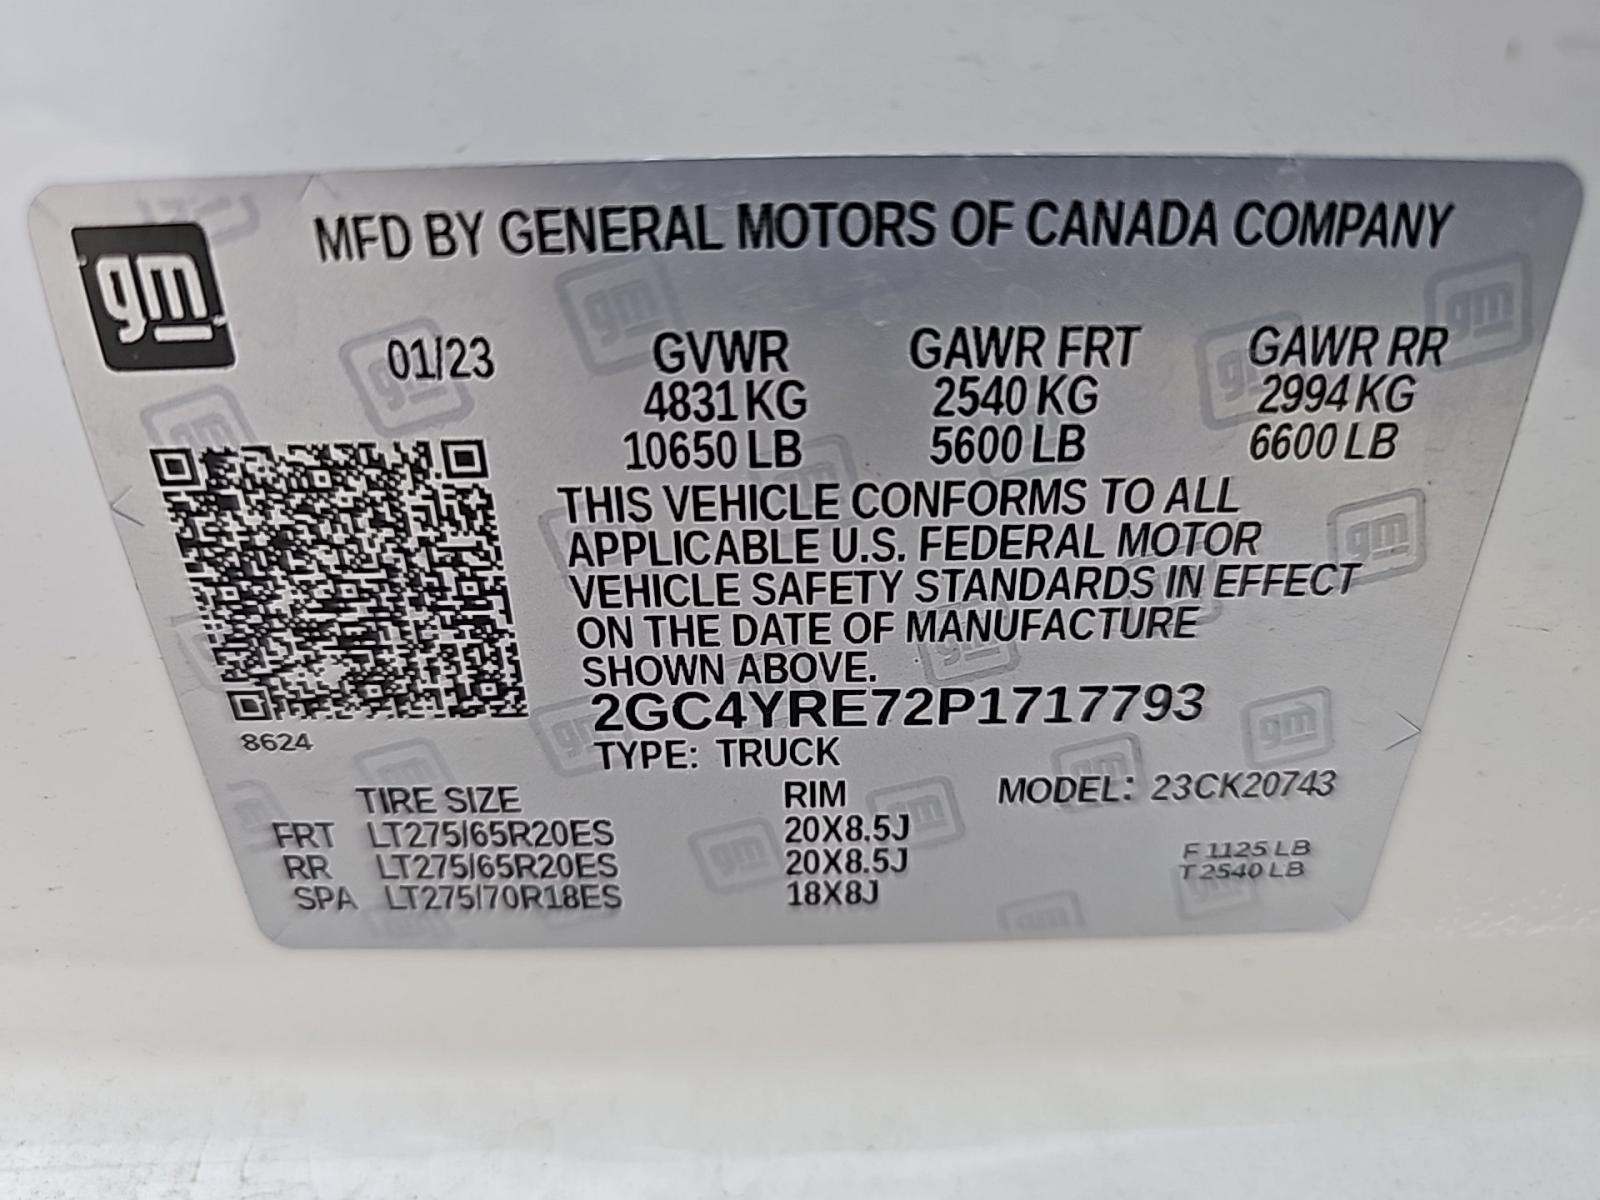 gm
MFD BY GENERAL MOTORS OF CANADA COMPANY
01/23 GVWR GAWR FRT GAWR RR
4831 KG 2540 KG 2994 KG
10650 LB 5600 LB 6600 LB
THIS VEHICLE CONFORMS TO ALL
APPLICABLE U.S. FEDERAL MOTOR
VEHICLE SAFETY STANDARDS IN EFFECT
ON THE DATE OF MANUFACTURE
SHOWN ABOVE.
2GC4YRE72P1717793
8624
TYPE: TRUCK
TIRE SIZE RIM MODEL: 23CK20743
FRT LT275/65R20ES 20X8.5J
RR LT275/65R20ES 20X8.5J
SPA LT275/70R18ES 18X8J
F 1125 LB
T 2540 LB